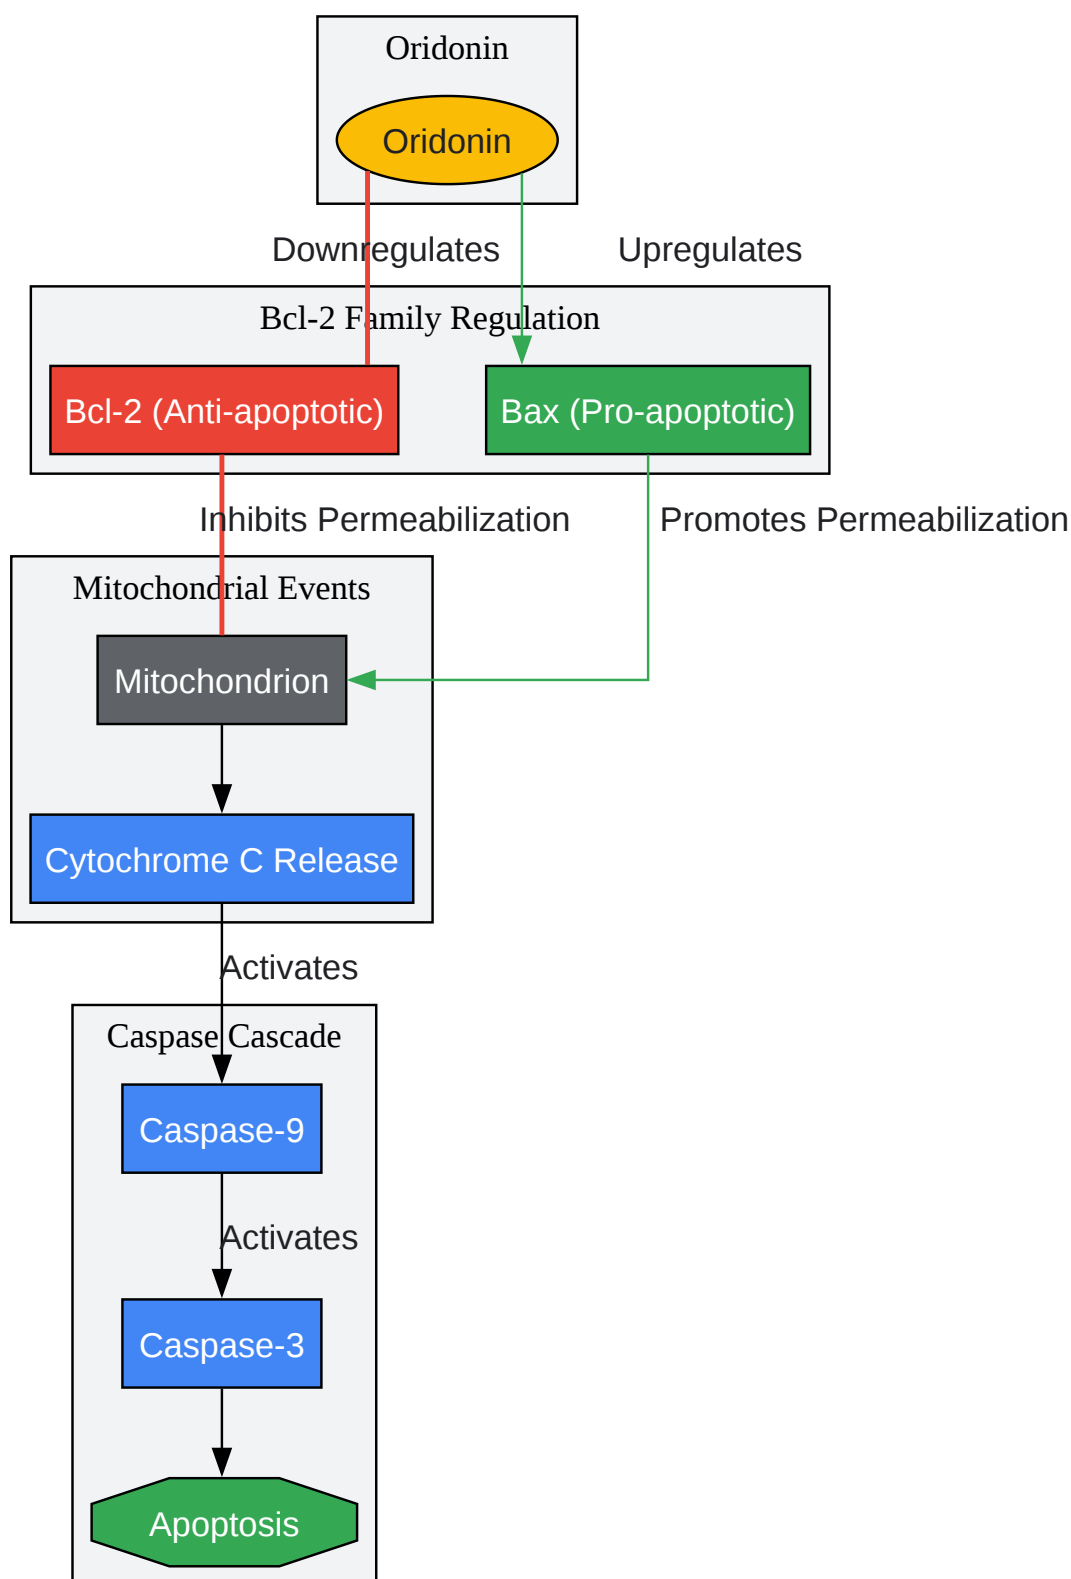 Oridonin
Oridonin
Downregulates
Upregulates
Bcl-2 Family Regulation
Bcl-2 (Anti-apoptotic)
Bax (Pro-apoptotic)
Inhibits Permeabilization
Promotes Permeabilization
Mitochondrial Events
Mitochondrion
Cytochrome C Release
Activates
Caspase Cascade
Caspase-9
Activates
Caspase-3
Apoptosis